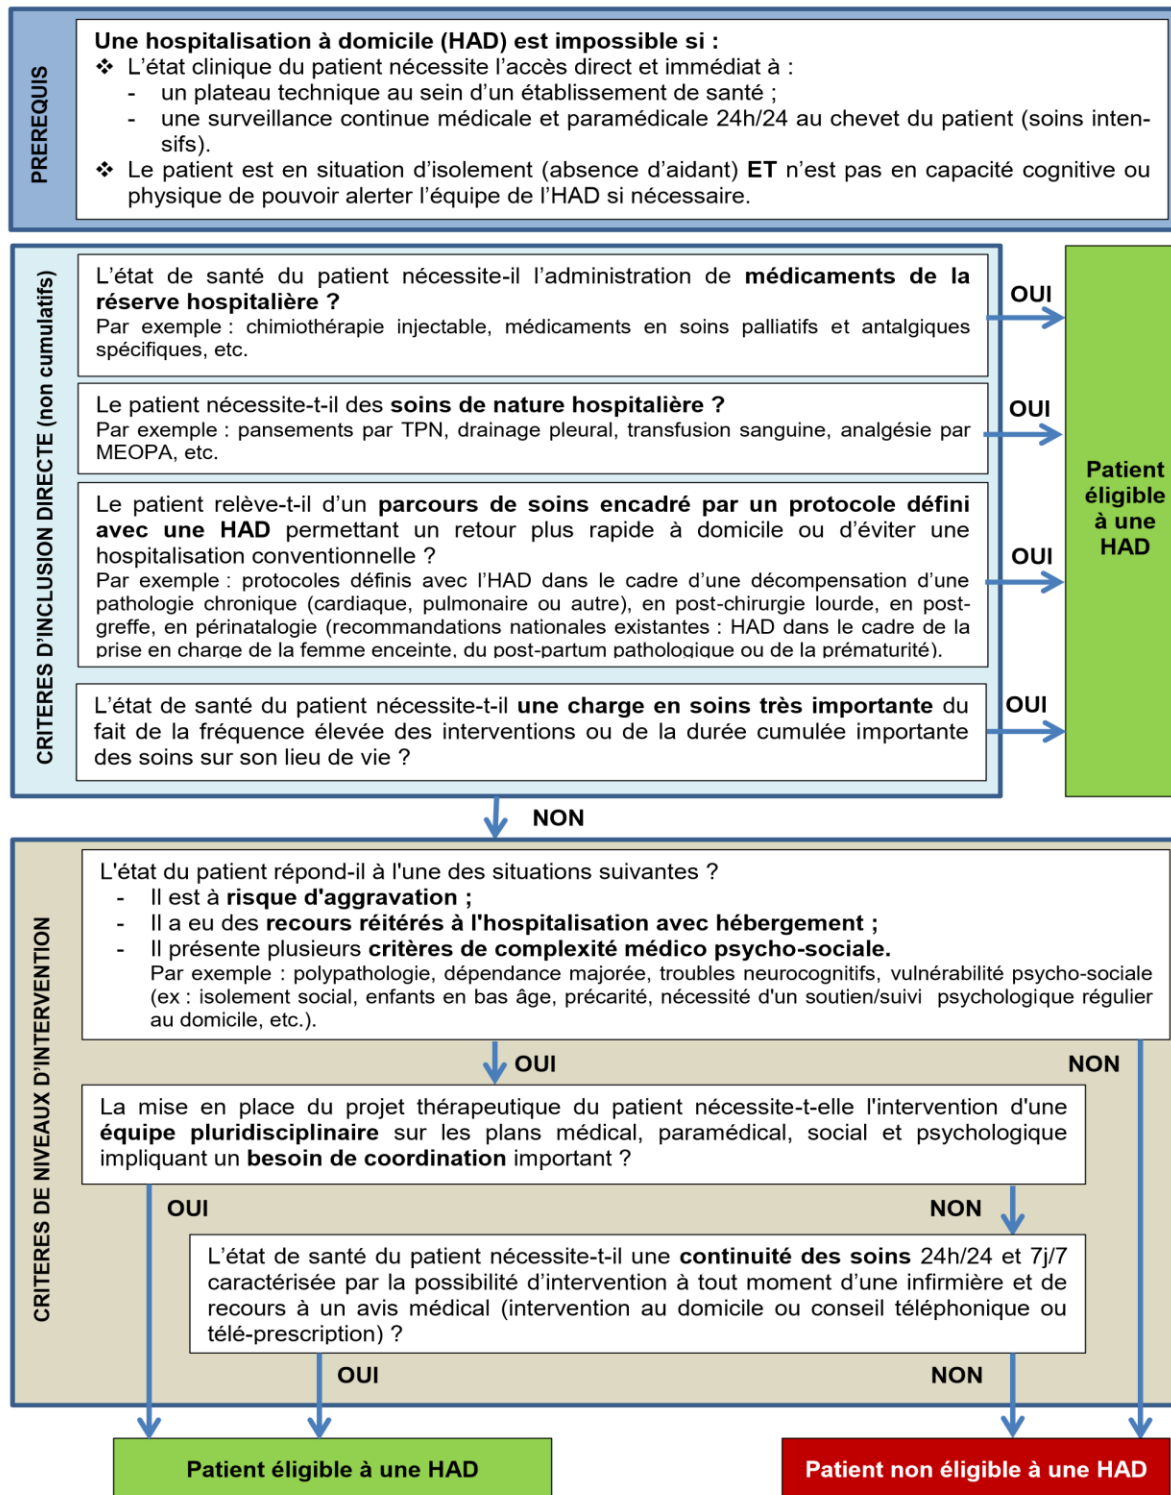 PREREQUIS
Une hospitalisation à domicile (HAD) est impossible si :
❖ L’état clinique du patient nécessite l’accès direct et immédiat à :
- un plateau technique au sein d’un établissement de santé ;
- une surveillance continue médicale et paramédicale 24h/24 au chevet du patient (soins inten-
sifs).
❖ Le patient est en situation d’isolement (absence d’aidant) ET n’est pas en capacité cognitive ou
physique de pouvoir alerter l’équipe de l’HAD si nécessaire.
CRITERES D’INCLUSION DIRECTE (non cumulatifs)
L’état de santé du patient nécessite-il l’administration de médicaments de la
réserve hospitalière ?
Par exemple : chimiothérapie injectable, médicaments en soins palliatifs et antalgiques
spécifiques, etc.
OUI
Le patient nécessite-t-il des soins de nature hospitalière ?
Par exemple : pansements par TPN, drainage pleural, transfusion sanguine, analgésie par
MEOPA, etc.
OUI
Le patient relève-t-il d’un parcours de soins encadré par un protocole défini
avec une HAD permettant un retour plus rapide à domicile ou d’éviter une
hospitalisation conventionnelle ?
Par exemple : protocoles définis avec l’HAD dans le cadre d’une décompensation d’une
pathologie chronique (cardiaque, pulmonaire ou autre), en post-chirurgie lourde, en post-
greffe, en périnatalogie (recommandations nationales existantes : HAD dans le cadre de la
prise en charge de la femme enceinte, du post-partum pathologique ou de la prématurité).
OUI
L’état de santé du patient nécessite-t-il une charge en soins très importante du
fait de la fréquence élevée des interventions ou de la durée cumulée importante
des soins sur son lieu de vie ?
OUI
Patient
éligible
à une
HAD
NON
CRITERES DE NIVEAUX D’INTERVENTION
L'état du patient répond-il à l'une des situations suivantes ?
- Il est à risque d'aggravation ;
- Il a eu des recours réitérés à l'hospitalisation avec hébergement ;
- Il présente plusieurs critères de complexité médico psycho-sociale.
Par exemple : polypathologie, dépendance majorée, troubles neurocognitifs, vulnérabilité psycho-sociale
(ex : isolement social, enfants en bas âge, précarité, nécessité d'un soutien/suivi psychologique régulier
au domicile, etc.).
OUI
NON
La mise en place du projet thérapeutique du patient nécessite-t-elle l'intervention d'une
équipe pluridisciplinaire sur les plans médical, paramédical, social et psychologique
impliquant un besoin de coordination important ?
OUI
NON
L’état de santé du patient nécessite-t-il une continuité des soins 24h/24 et 7j/7
caractérisée par la possibilité d’intervention à tout moment d’une infirmière et de
recours à un avis médical (intervention au domicile ou conseil téléphonique ou
télé-prescription) ?
OUI
NON
Patient éligible à une HAD
Patient non éligible à une HAD